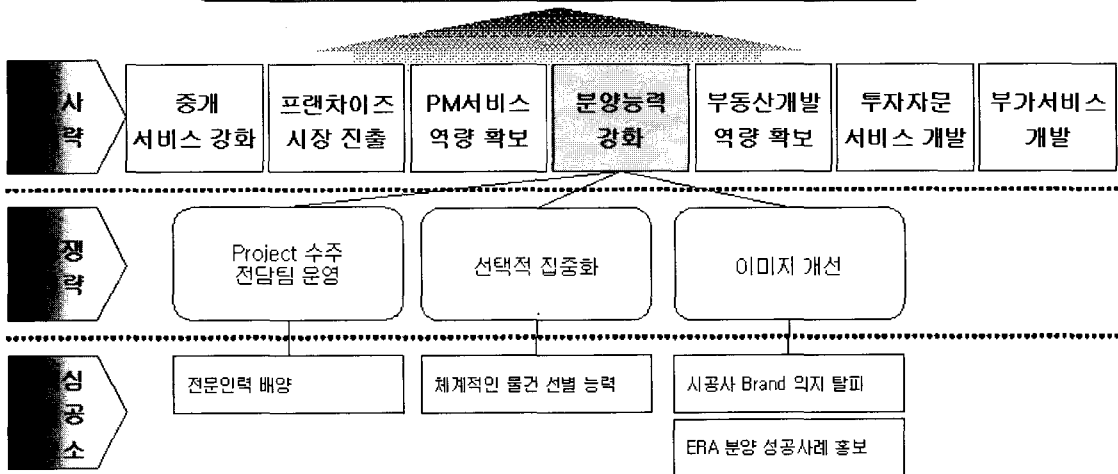 사
략
중개
서비스 강화
프랜차이즈
시장 진출
PM서비스
역량 확보
분양능력
강화
부동산개발
역량 확보
투자자문
서비스 개발
부가서비스
개발
쟁
략
Project 수주
전담팀 운영
선택적 집중화
이미지 개선
심
공
소
전문인력 배양
체계적인 물건 선별 능력
시공사 Brand 의지 탈피
ERA 분양 성공사례 홍보